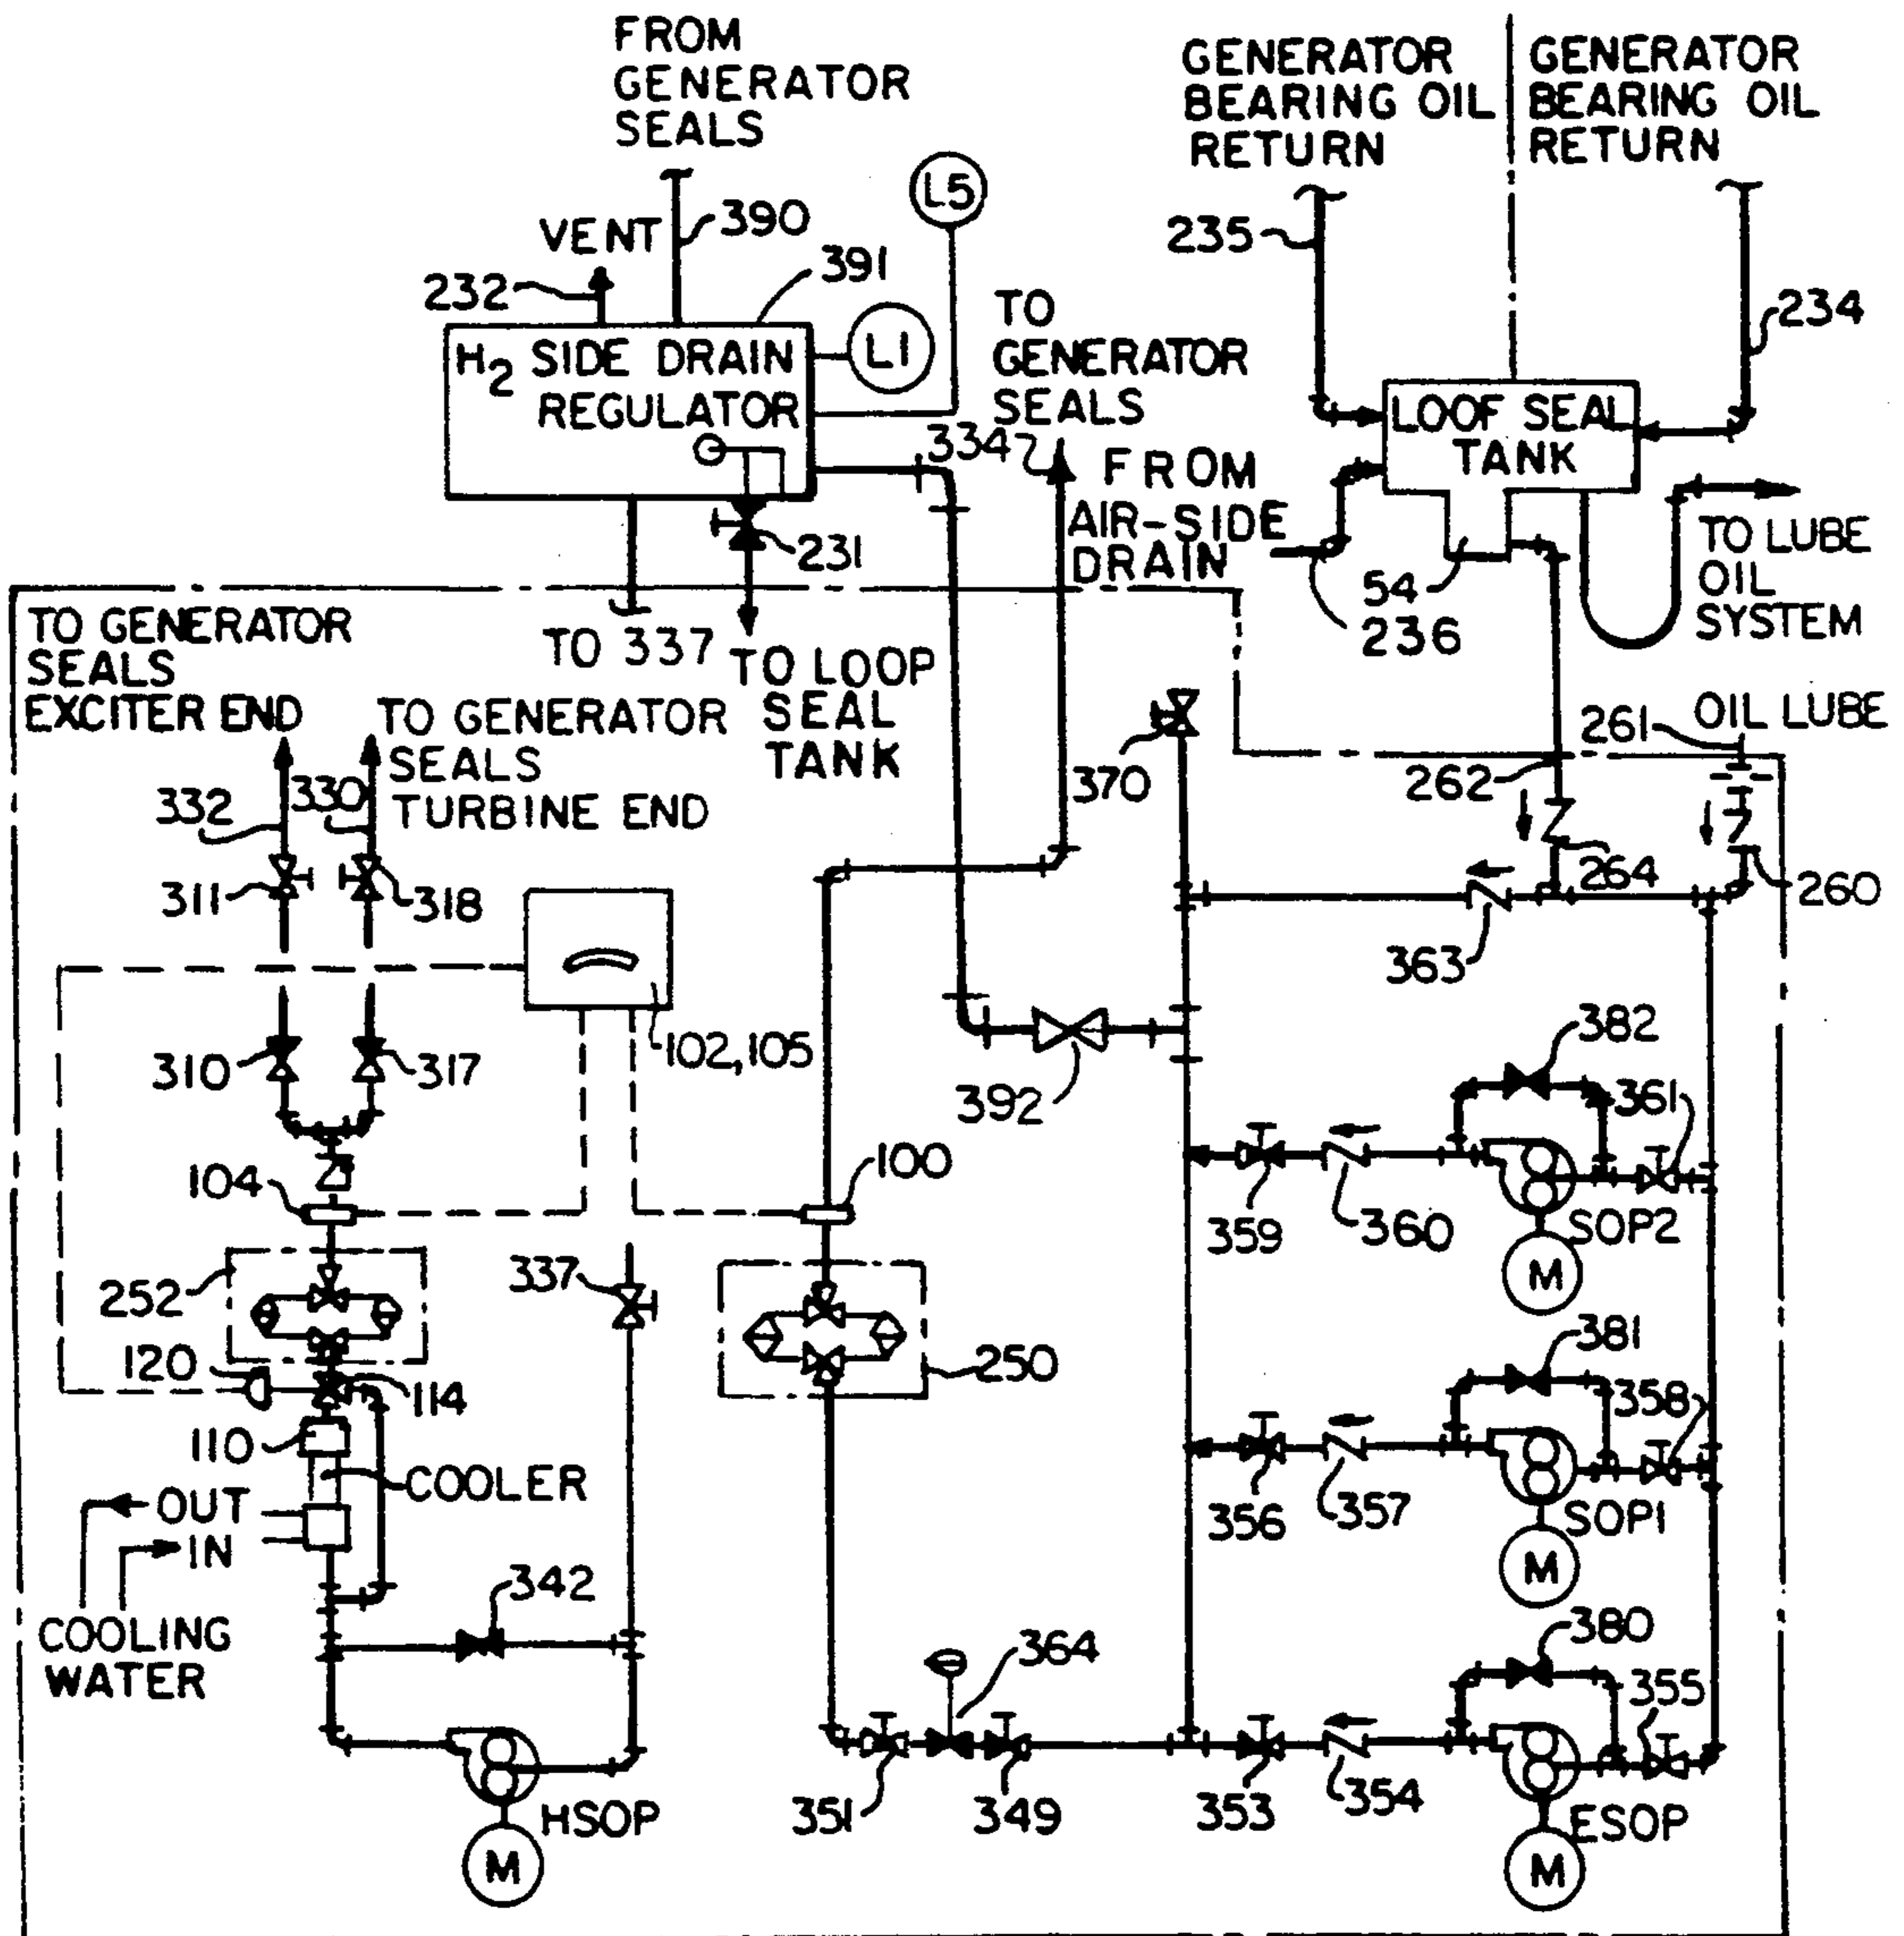 FROM
GENERATOR
SEALS
GENERATOR
BEARING OIL
RETURN
GENERATOR
BEARING OIL
RETURN
L5
VENT
390
235
232
391
234
TO
GENERATOR
SEALS
H2 SIDE DRAIN
REGULATOR
L1
LOOF SEAL
TANK
334
FROM
AIR-SIDE
DRAIN
231
54
236
TO LUBE
OIL
SYSTEM
TO GENERATOR
SEALS
EXCITER END
TO 337
TO LOOP
SEAL
TANK
TO GENERATOR
SEALS
TURBINE END
261
OIL LUBE
262
370
332
330
311
318
264
260
363
102,105
310
317
392
382
361
104
100
359
360
SOP2
M
252
337
120
114
250
381
358
110
COOLER
OUT
IN
356
357
SOP1
M
COOLING
WATER
342
364
380
355
HSOP
M
351
349
353
354
ESOP
M